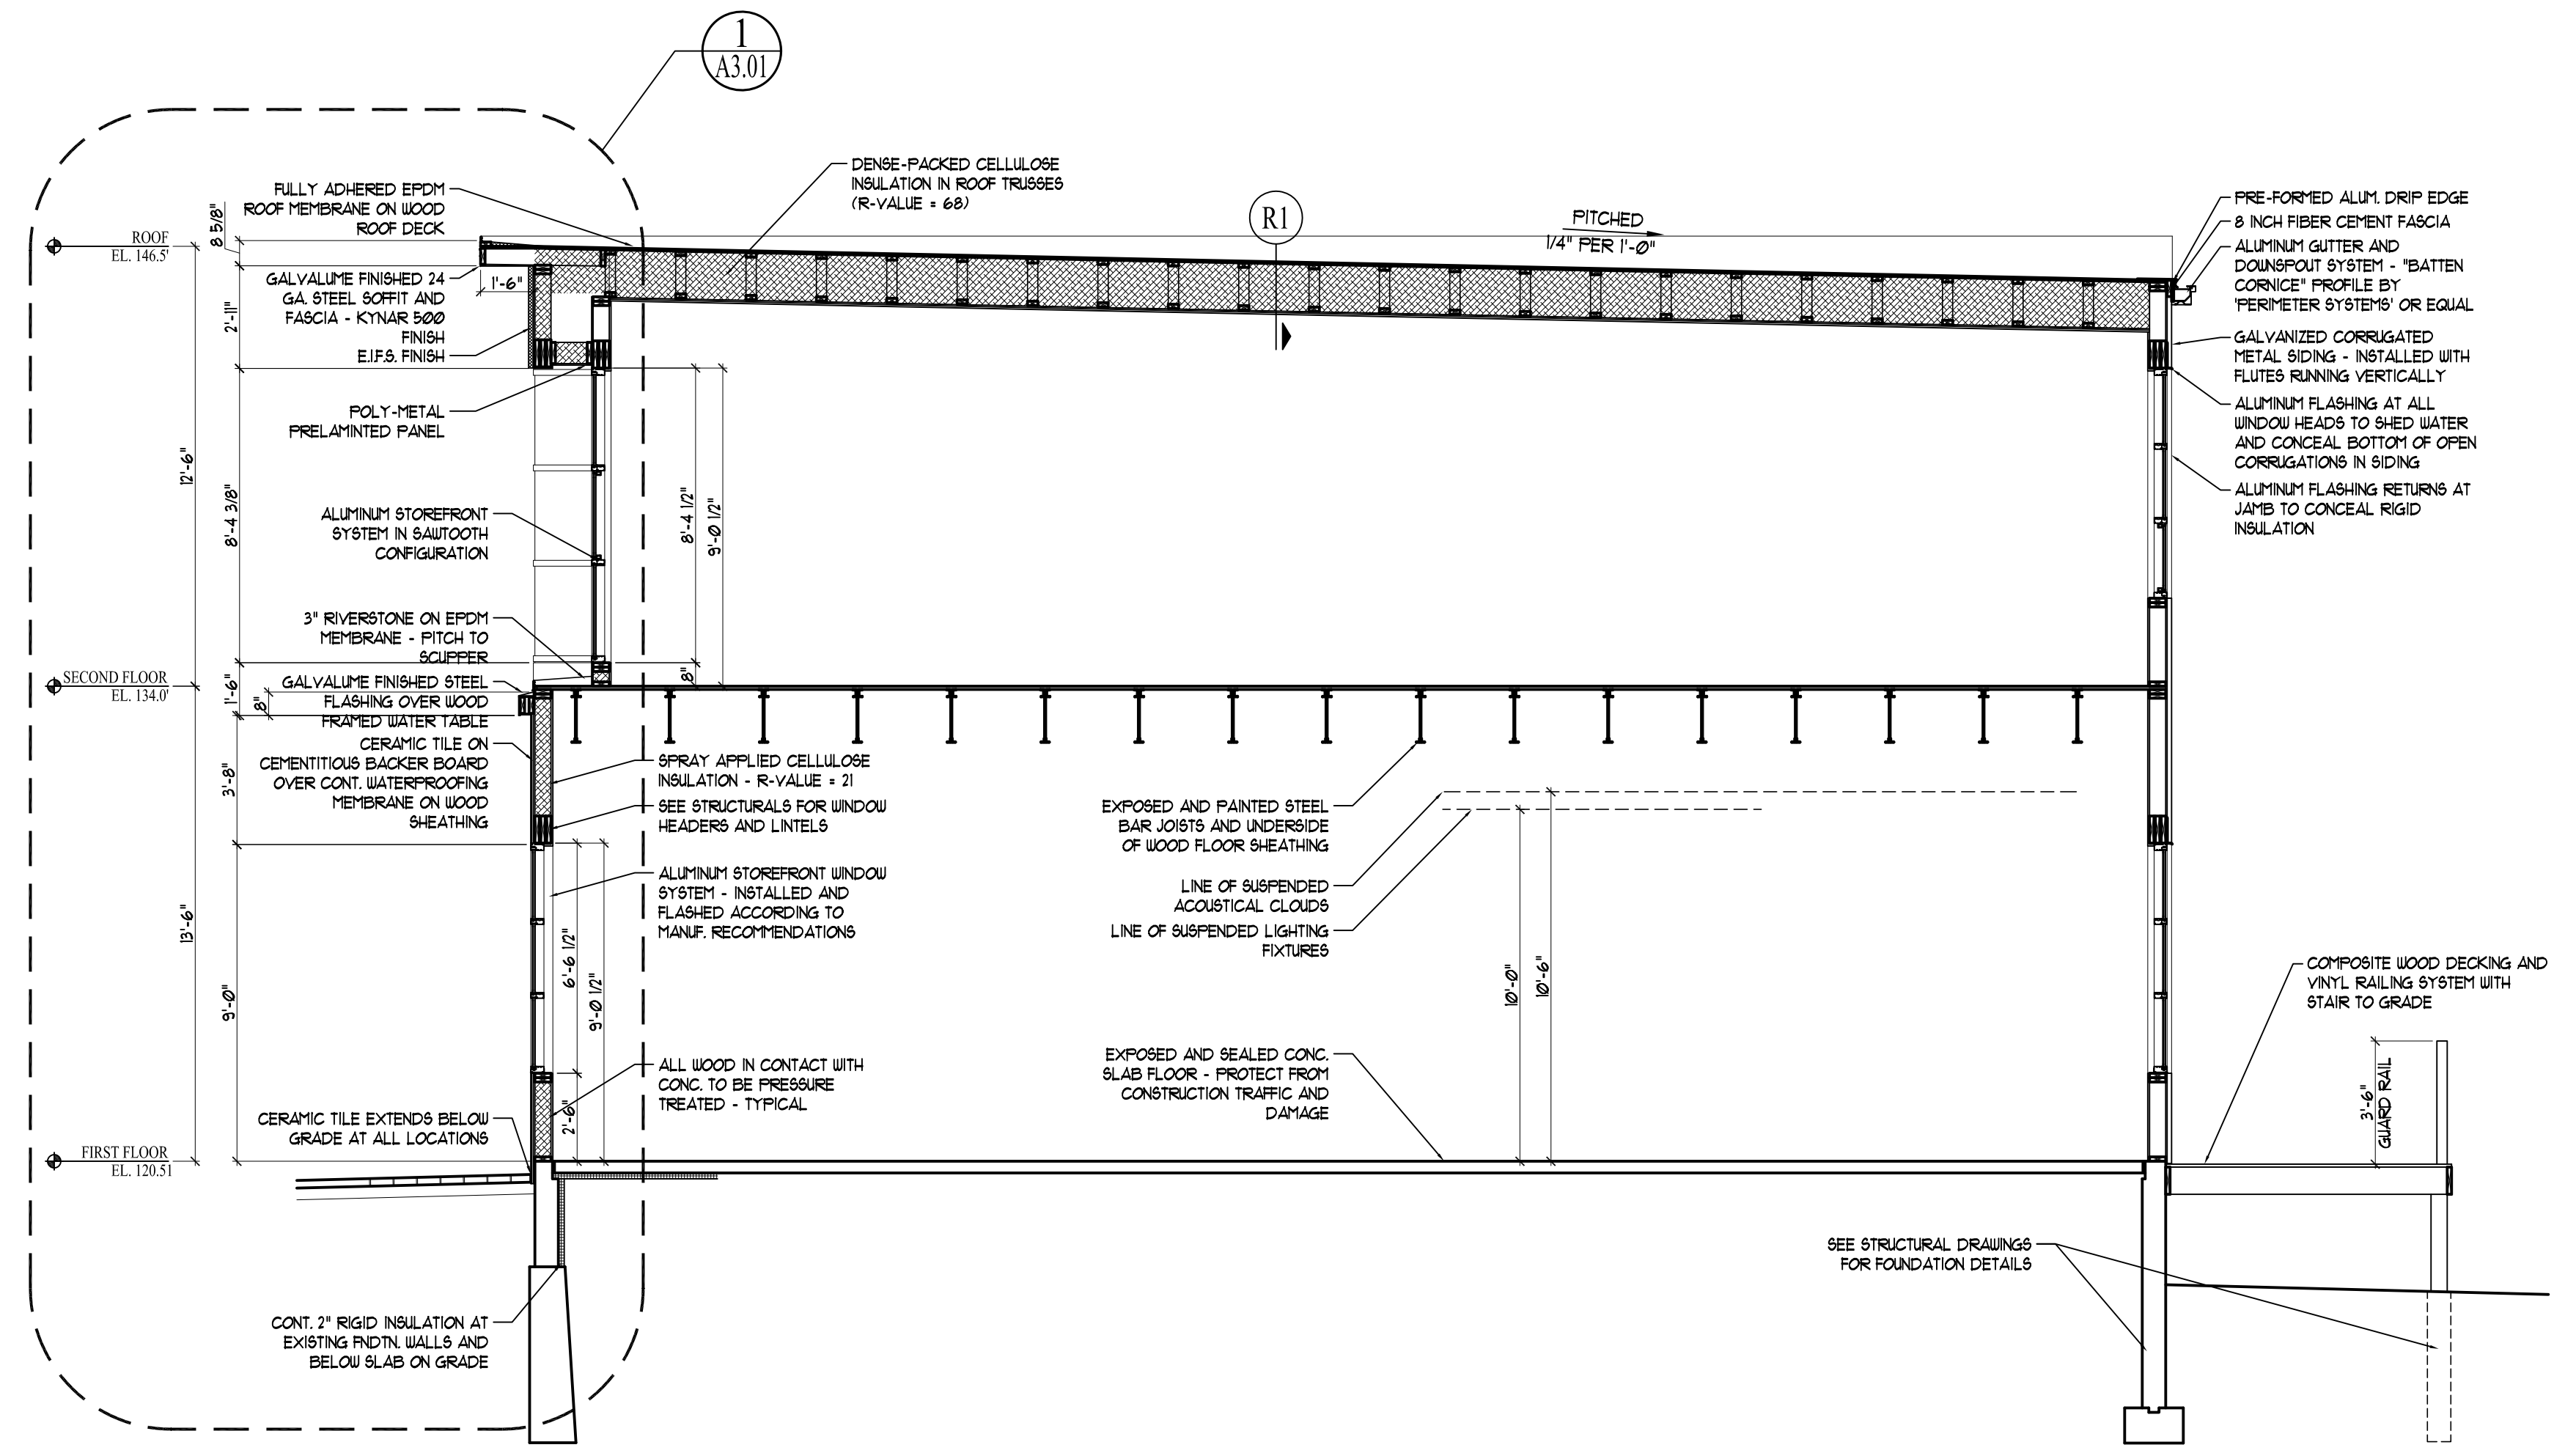 1
A3.01
DENSE-PACKED CELLULOSE
INSULATION IN ROOF TRUSSES
(R-VALUE = 68)
FULLY ADHERED EPDM
ROOF MEMBRANE ON WOOD
ROOF DECK
8 5/8"
ROOF
EL. 146.5'
R1
PITCHED
1/4" PER 1'-0"
PRE-FORMED ALUM. DRIP EDGE
8 INCH FIBER CEMENT FASCIA
ALUMINUM GUTTER AND
DOWNSPOUT SYSTEM - "BATTEN
CORNICE" PROFILE BY
'PERIMETER SYSTEMS' OR EQUAL
GALVALUME FINISHED 24
GA. STEEL SOFFIT AND
FASCIA - KYNAR 500
FINISH
1'-6"
2'-11"
E.I.F.S. FINISH
GALVANIZED CORRUGATED
METAL SIDING - INSTALLED WITH
FLUTES RUNNING VERTICALLY
POLY-METAL
PRELAMINTED PANEL
ALUMINUM FLASHING AT ALL
WINDOW HEADS TO SHED WATER
AND CONCEAL BOTTOM OF OPEN
CORRUGATIONS IN SIDING
12'-6"
8'-4 3/8"
8'-4 1/2"
9'-0 1/2"
ALUMINUM STOREFRONT
SYSTEM IN SAWTOOTH
CONFIGURATION
ALUMINUM FLASHING RETURNS AT
JAMB TO CONCEAL RIGID
INSULATION
3" RIVERSTONE ON EPDM
MEMBRANE - PITCH TO
SCUPPER
SECOND FLOOR
EL. 134.0'
8"
1'-6"
8"
GALVALUME FINISHED STEEL
FLASHING OVER WOOD
FRAMED WATER TABLE
CERAMIC TILE ON
CEMENTITIOUS BACKER BOARD
OVER CONT. WATERPROOFING
MEMBRANE ON WOOD
SHEATHING
3'-8"
SPRAY APPLIED CELLULOSE
INSULATION - R-VALUE = 21
SEE STRUCTURALS FOR WINDOW
HEADERS AND LINTELS
EXPOSED AND PAINTED STEEL
BAR JOISTS AND UNDERSIDE
OF WOOD FLOOR SHEATHING
ALUMINUM STOREFRONT WINDOW
SYSTEM - INSTALLED AND
FLASHED ACCORDING TO
MANUF. RECOMMENDATIONS
LINE OF SUSPENDED
ACOUSTICAL CLOUDS
LINE OF SUSPENDED LIGHTING
FIXTURES
13'-6"
9'-0"
6'-6 1/2"
9'-0 1/2"
10'-0"
10'-6"
COMPOSITE WOOD DECKING AND
VINYL RAILING SYSTEM WITH
STAIR TO GRADE
ALL WOOD IN CONTACT WITH
CONC. TO BE PRESSURE
TREATED - TYPICAL
2'-6"
EXPOSED AND SEALED CONC.
SLAB FLOOR - PROTECT FROM
CONSTRUCTION TRAFFIC AND
DAMAGE
3'-6"
GUARD RAIL
CERAMIC TILE EXTENDS BELOW
GRADE AT ALL LOCATIONS
FIRST FLOOR
EL. 120.51
SEE STRUCTURAL DRAWINGS
FOR FOUNDATION DETAILS
CONT. 2" RIGID INSULATION AT
EXISTING FNDTN. WALLS AND
BELOW SLAB ON GRADE